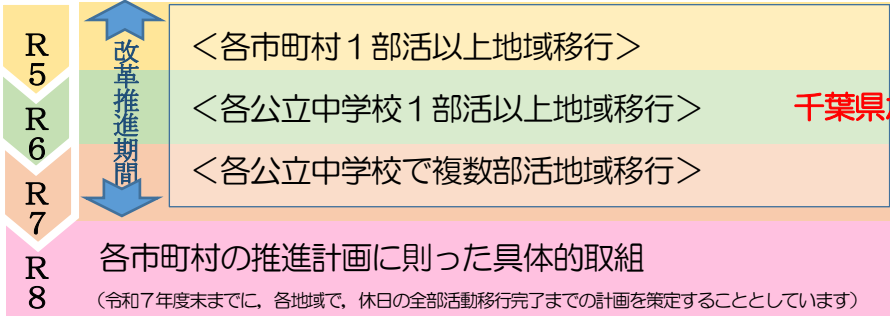 R5
改革推進期間
<各市町村1部活以上地域移行>
R6
<各公立中学校1部活以上地域移行>
千葉県
R7
<各公立中学校で複数部活地域移行>
R8
各市町村の推進計画に則った具体的取組
(令和7年度末までに,各地域で,休日の全部活動移行完了までの計画を策定することとしています)